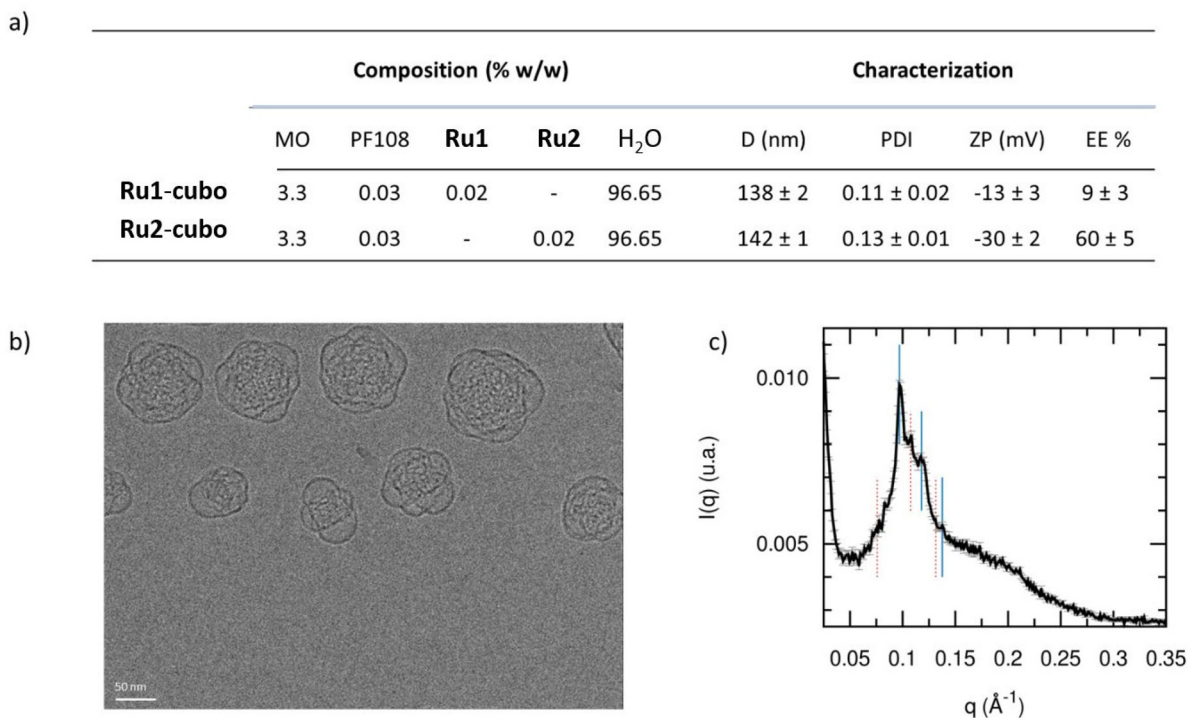 a)
Composition (% w/w) Characterization
MO PF108 Ru1 Ru2 H₂O D (nm) PDI ZP (mV) EE %
Ru1-cubo 3.3 0.03 0.02 - 96.65 138 ± 2 0.11 ± 0.02 -13 ± 3 9 ± 3
Ru2-cubo 3.3 0.03 - 0.02 96.65 142 ± 1 0.13 ± 0.01 -30 ± 2 60 ± 5
b)
50 nm
c)
0.010
0.005
I(q) (u.a.)
0.05 0.1 0.15 0.2 0.25 0.3 0.35
q (Å⁻¹)